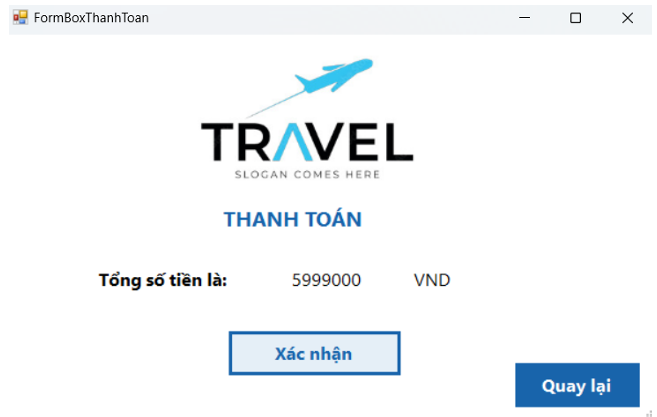 FormBoxThanhToan
TRAVEL
SLOGAN COMES HERE
THANH TOÁN
Tổng số tiền là: 5999000 VND
Xác nhận
Quay lại